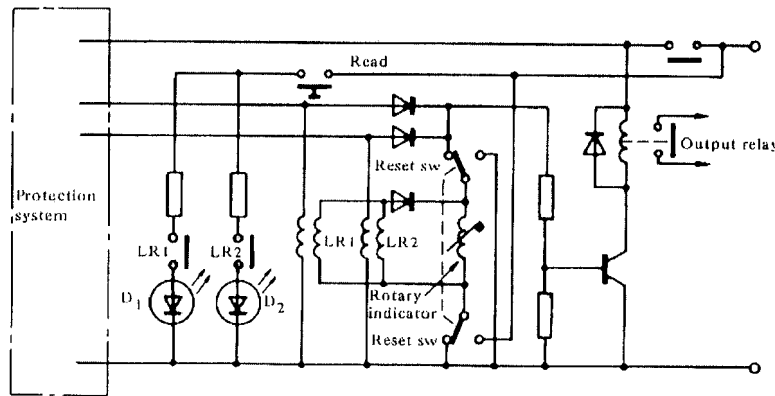 Read
Reset sw
Output relay
Protection
system
LR1
LR2
LR1
LR2
D1
D2
Rotary
indicator
Reset sw